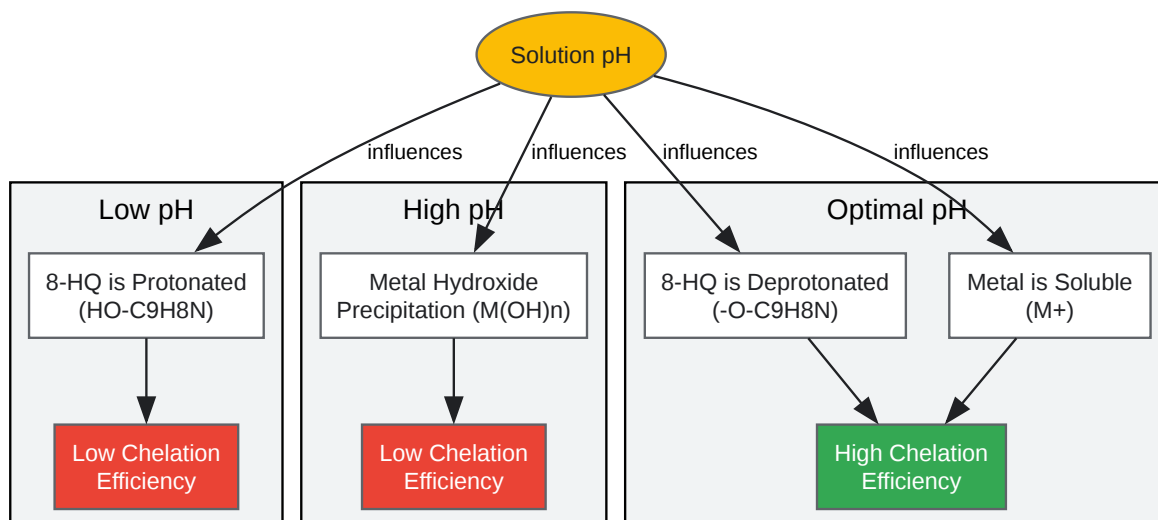 Solution pH
influences
influences
influences
influences
Low pH
High pH
Optimal pH
8-HQ is Protonated
(HO-C9H8N)
Metal Hydroxide
Precipitation (M(OH)n)
8-HQ is Deprotonated
(-O-C9H8N)
Metal is Soluble
(M+)
Low Chelation
Efficiency
Low Chelation
Efficiency
High Chelation
Efficiency